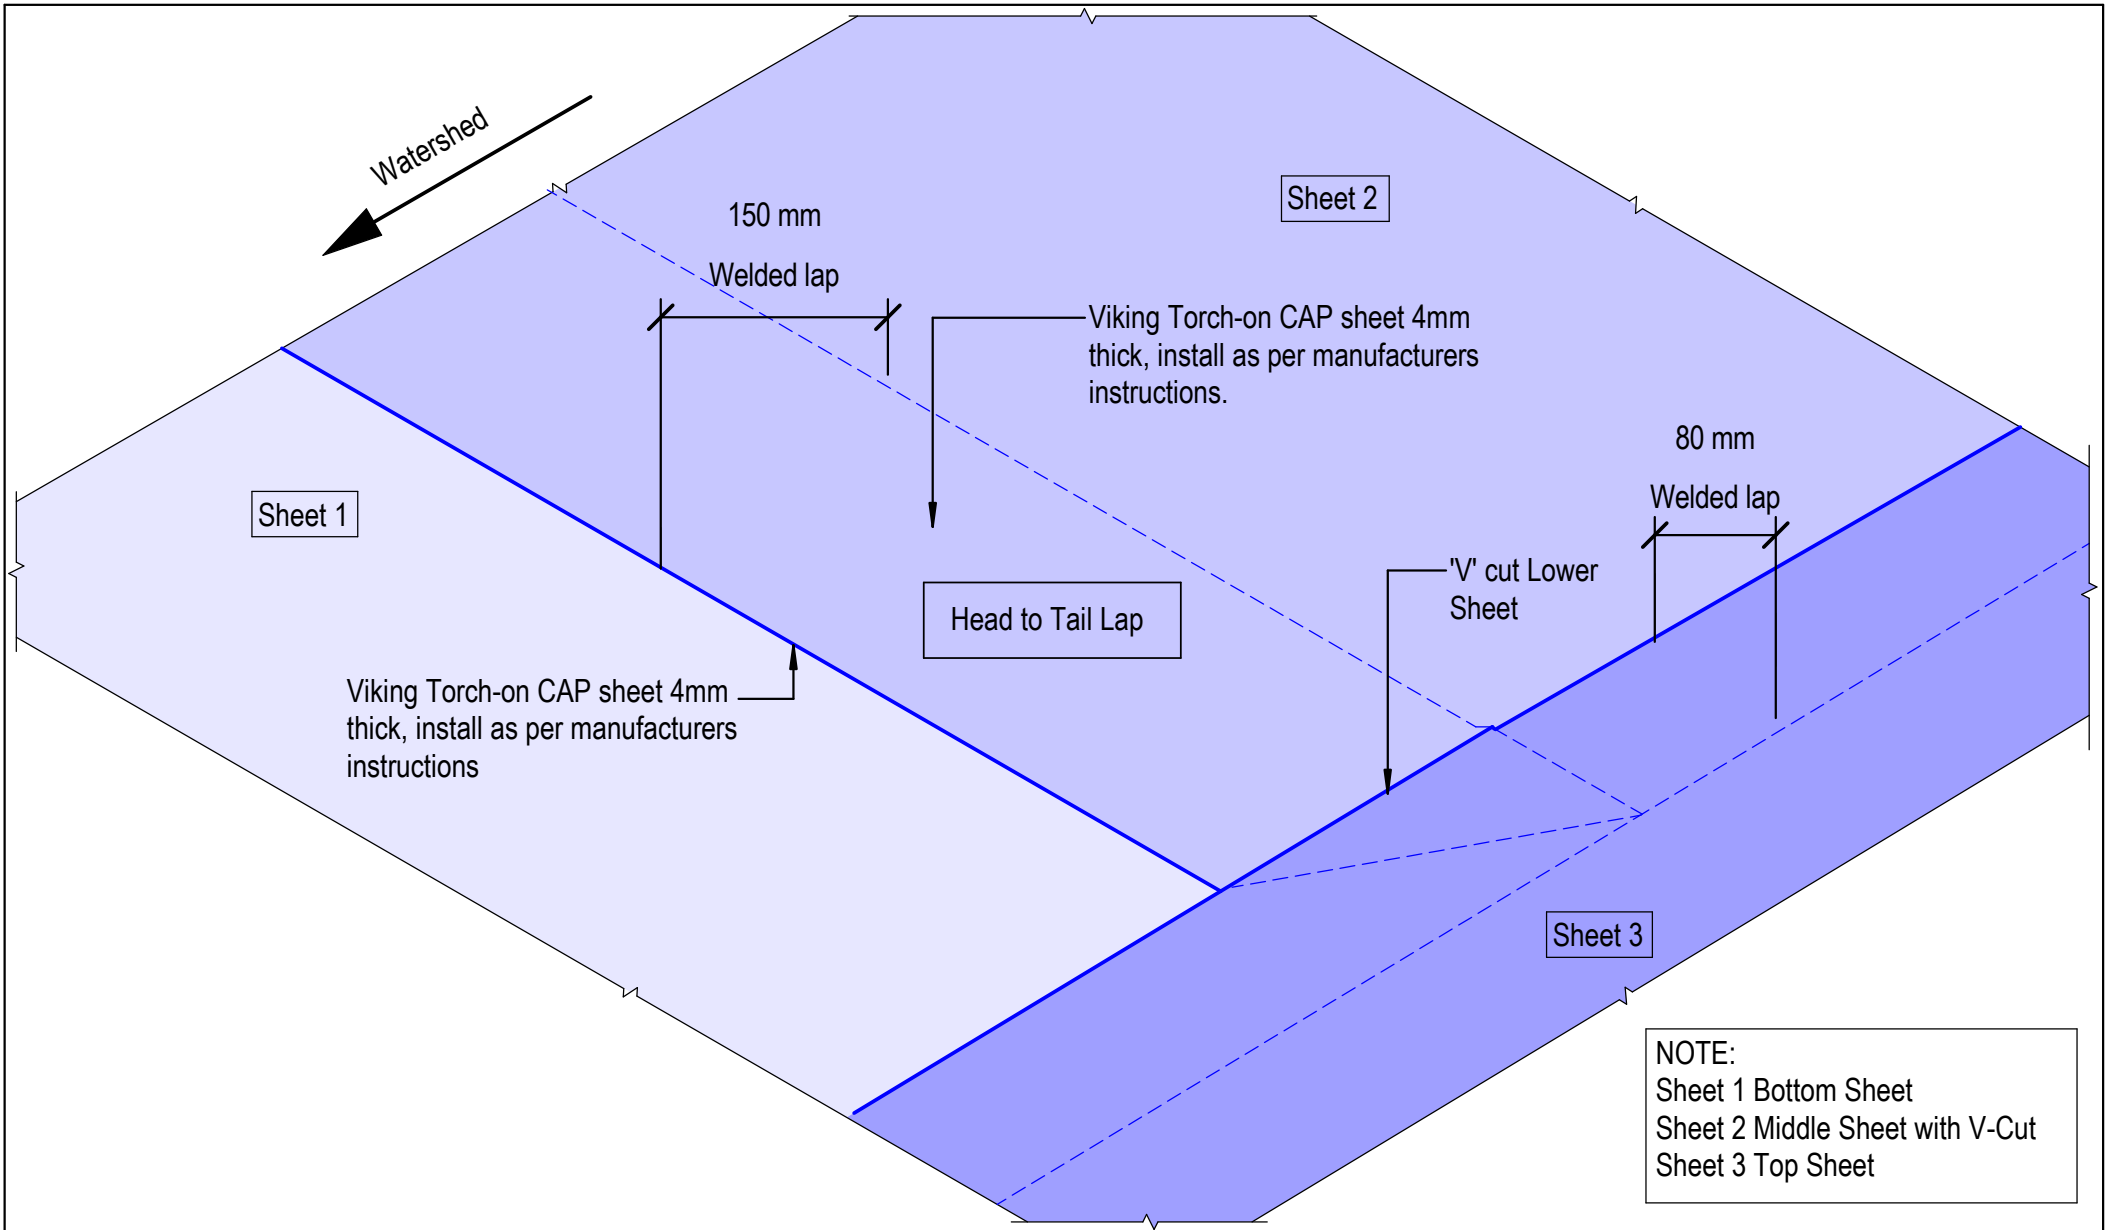 Watershed
150 mm
Welded lap
Sheet 2
Viking Torch-on CAP sheet 4mm
thick, install as per manufacturers
instructions.
80 mm
Welded lap
Sheet 1
'V' cut Lower
Sheet
Head to Tail Lap
Viking Torch-on CAP sheet 4mm
thick, install as per manufacturers
instructions
Sheet 3
NOTE:
Sheet 1 Bottom Sheet
Sheet 2 Middle Sheet with V-Cut
Sheet 3 Top Sheet